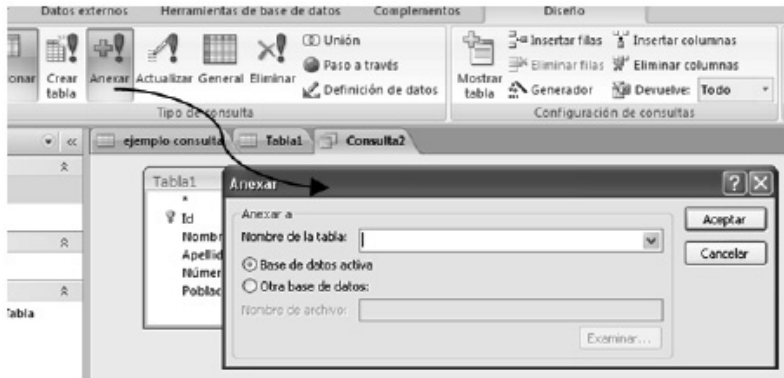 Datos externos Herramientas de base de datos Complementos Diseño
onar Crear tabla Anexar Actualizar General Eliminar
Unión
Paso a través
Definición de datos
Tipo de consulta
Mostrar tabla
Insertar filas
Eliminar filas
Generador
Insertar columnas
Eliminar columnas
Devuelve: Todo
Configuración de consultas
ejemplo consulta Tabla1 Consulta2
Tabla1
*
Id
Nombr
Apellid
Númer
Poblac
Tabla
Anexar
Anexar a
Nombre de la tabla:
Base de datos activa
Otra base de datos:
Nombre de archivo:
Examinar...
Aceptar
Cancelar